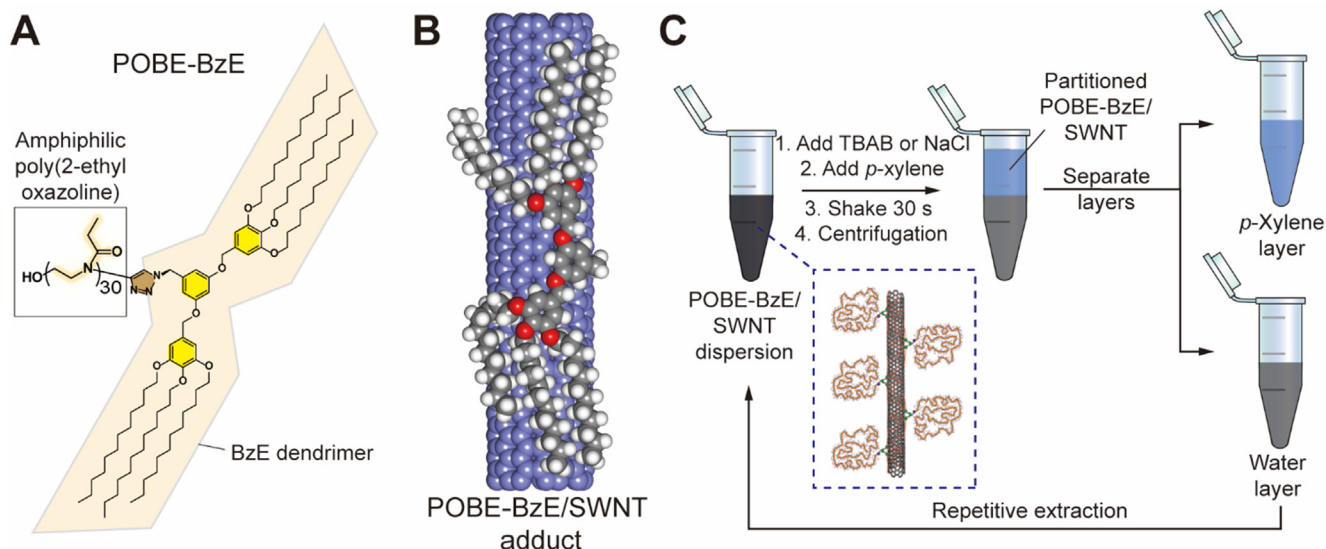 A
POBE-BzE
Amphiphilic
poly(2-ethyl
oxazoline)
HO
N
O
30
N
N
N
O
O
O
O
O
O
O
O
BzE dendrimer
B
POBE-BzE/SWNT
adduct
C
POBE-BzE/
SWNT
dispersion
1. Add TBAB or NaCl
2. Add p-xylene
3. Shake 30 s
4. Centrifugation
Partitioned
POBE-BzE/
SWNT
Separate
layers
p-Xylene
layer
Water
layer
Repetitive extraction